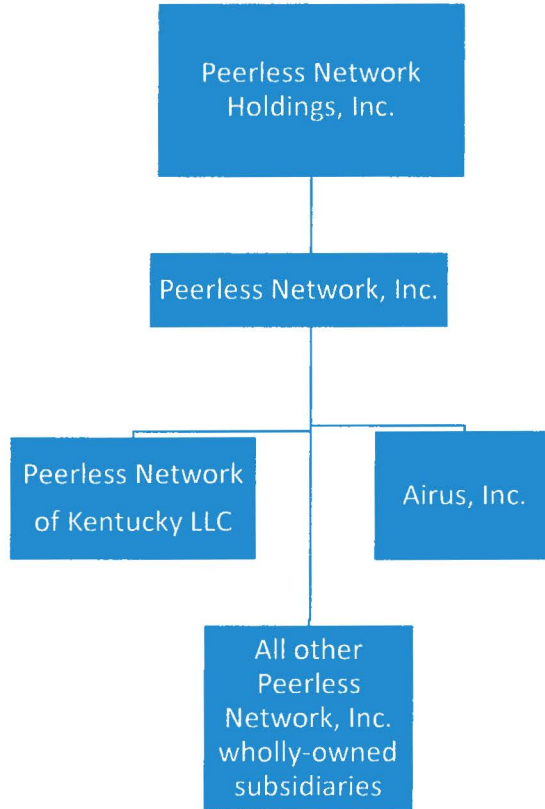 Peerless Network
Holdings, Inc.
Peerless Network, Inc.
Peerless Network
of Kentucky LLC
Airus, Inc.
All other
Peerless
Network, Inc.
wholly-owned
subsidiaries